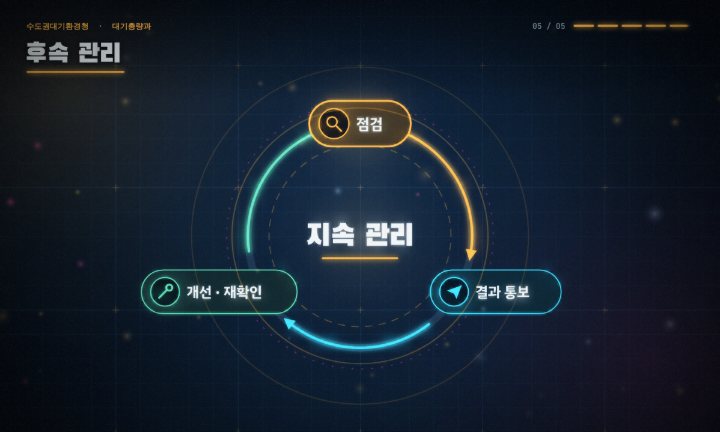 수도권대기환경청 · 대기총량과
05 / 05
후속 관리
점검
지속 관리
개선 · 재확인
결과 통보